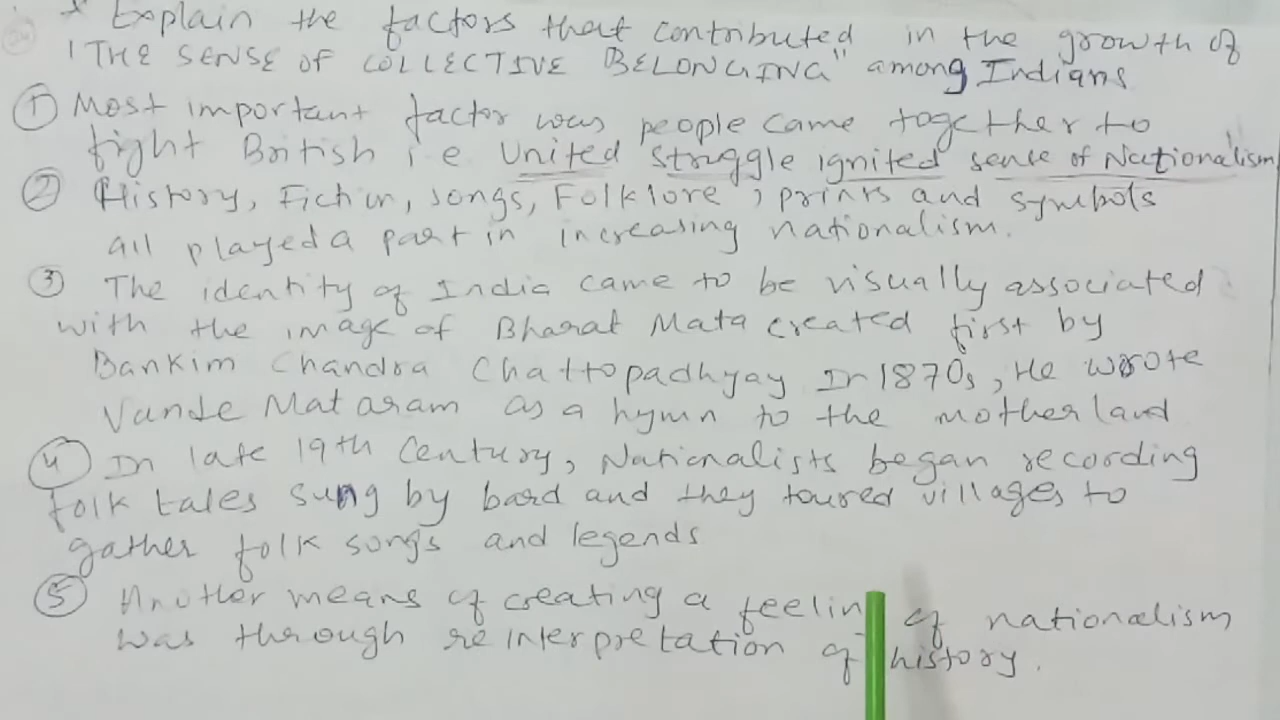 * Explain the factors that contributed in the growth of
"THE SENSE OF COLLECTIVE BELONGING" among Indians
① Most important factor was people came together to
fight British i e United struggle ignited sense of Nationalism
② History, Fiction, songs, Folklore, prints and symbols
all played a part in increasing nationalism.
③ The identity of India came to be visually associated
with the image of Bharat Mata created first by
Bankim Chandra Chattopadhyay In 1870s, He wrote
Vande Mataram as a hymn to the motherland
④ In late 19th Century, Nationalists began recording
folk tales sung by bard and they toured villages to
gather folk songs and legends
⑤ Another means of creating a feelin of nationalism
was through reinterpretation of history.